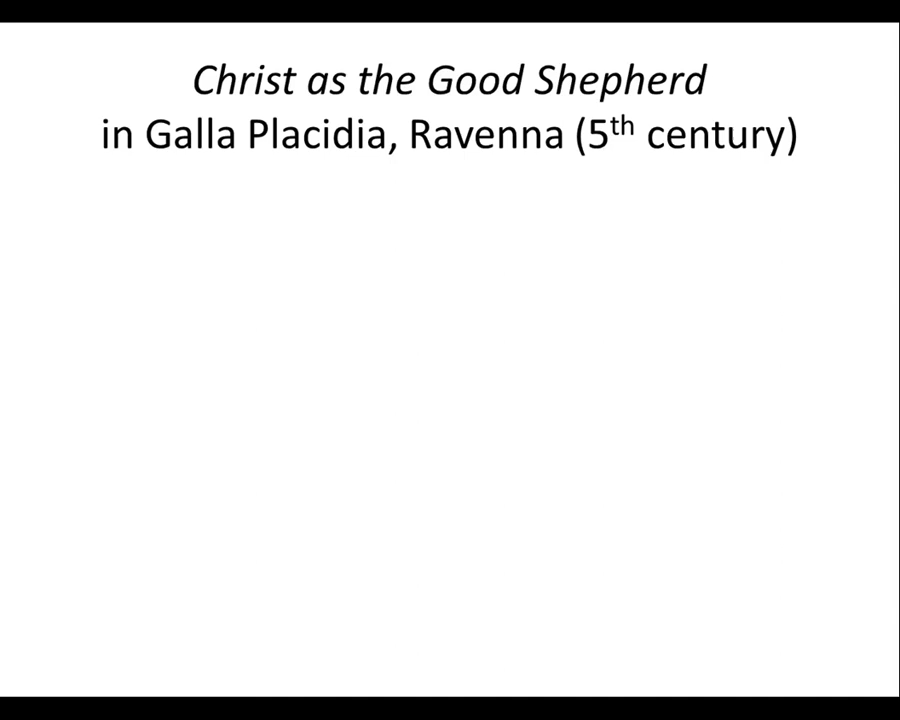 Christ as the Good Shepherd
in Galla Placidia, Ravenna (5th century)